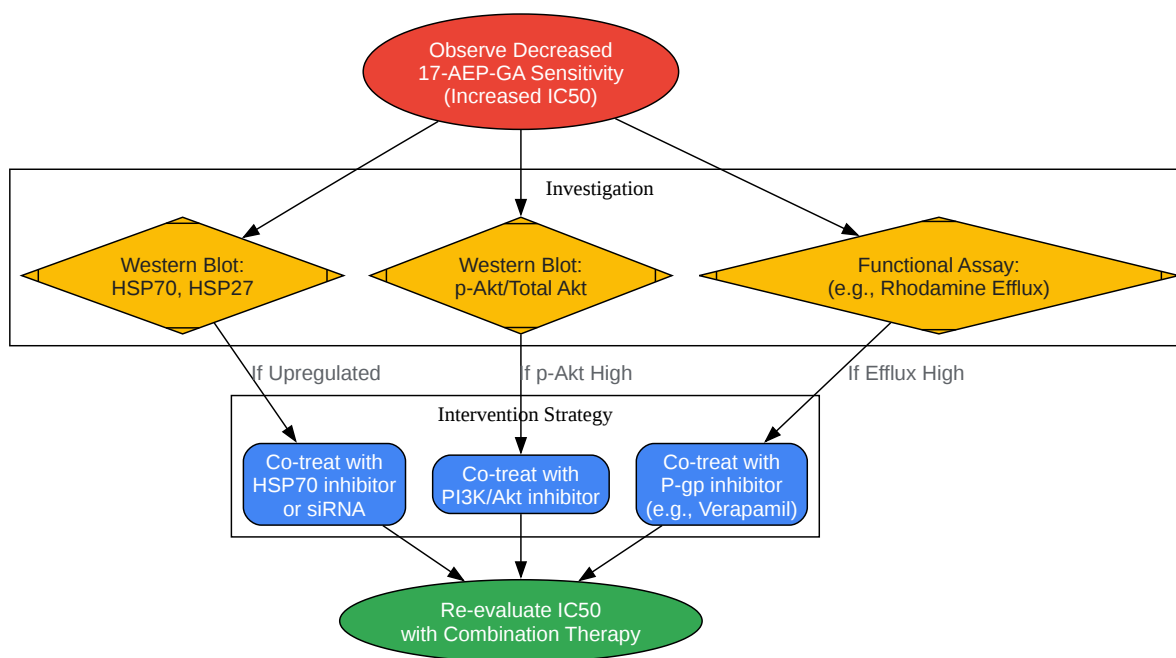 Observe Decreased
17-AEP-GA Sensitivity
(Increased IC50)
Investigation
Western Blot:
HSP70, HSP27
Western Blot:
p-Akt/Total Akt
Functional Assay:
(e.g., Rhodamine Efflux)
If Upregulated
If p-Akt High
If Efflux High
Intervention Strategy
Co-treat with
HSP70 inhibitor
or siRNA
Co-treat with
PI3K/Akt inhibitor
Co-treat with
P-gp inhibitor
(e.g., Verapamil)
Re-evaluate IC50
with Combination Therapy